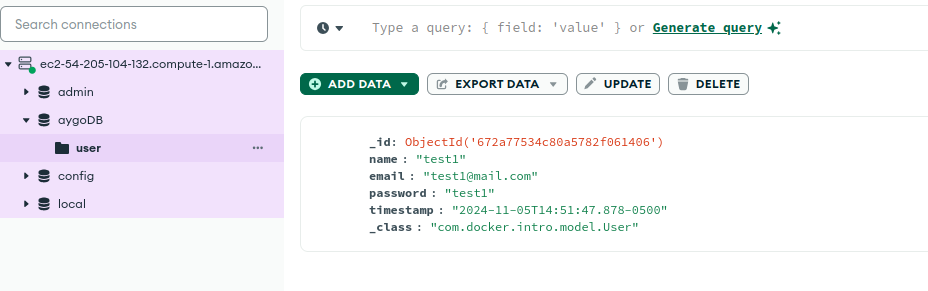 Search connections
ec2-54-205-104-132.compute-1.amazo...
admin
aygoDB
user
config
local
Type a query: { field: 'value' } or Generate query
ADD DATA EXPORT DATA UPDATE DELETE
_id: ObjectId('672a77534c80a5782f061406')
name : "test1"
email : "test1@mail.com"
password : "test1"
timestamp : "2024-11-05T14:51:47.878-0500"
_class : "com.docker.intro.model.User"